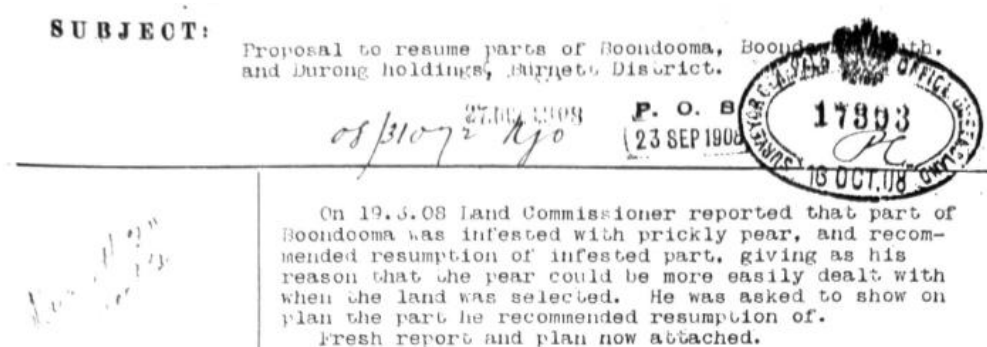 SUBJECT:
Proposal to resume parts of Boondooma,
and Durong holdings, Burnett District.
P. O. S
23 SEP 1908
17393
16 OCT.08
SURVEYOR GENERALS OFFICE QUEENSLAND
On 19.3.08 Land Commissioner reported that part of
Boondooma was infested with prickly pear, and recom-
mended resumption of infested part, giving as his
reason that the pear could be more easily dealt with
when the land was selected. He was asked to show on
plan the part he recommended resumption of.
Fresh report and plan now attached.